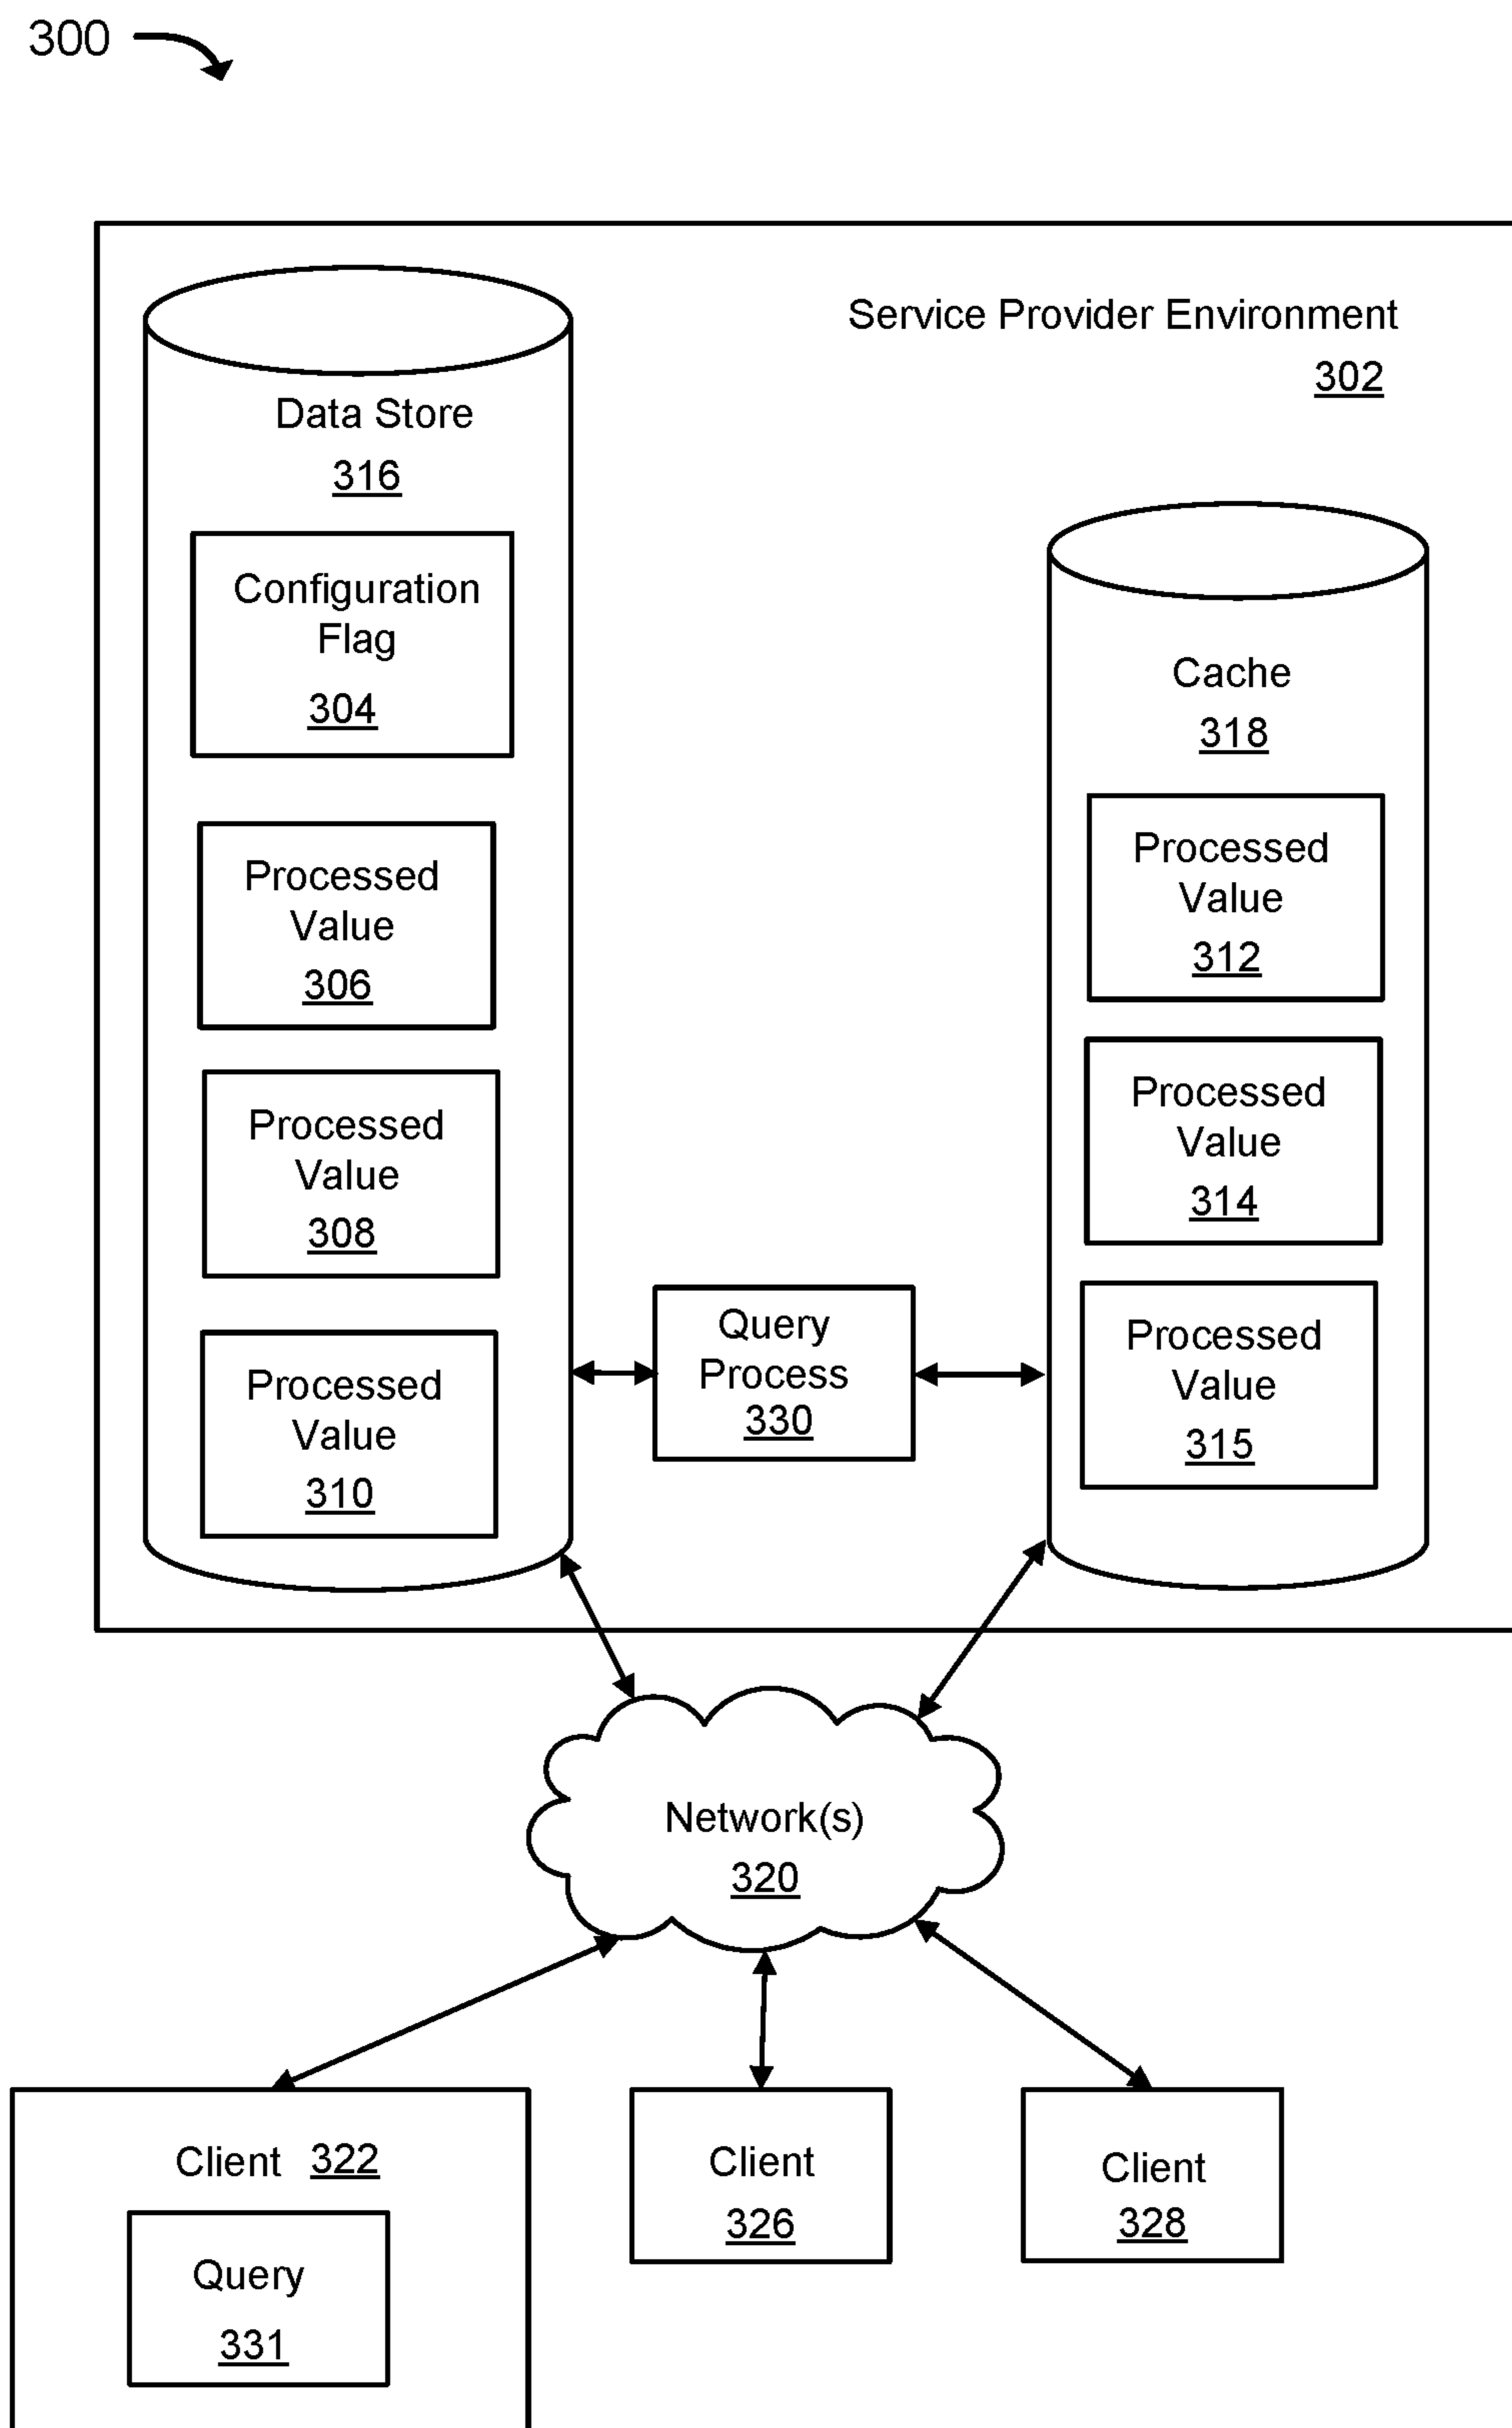 300
Service Provider Environment
302
Data Store
316
Configuration
Flag
304
Processed
Value
306
Processed
Value
308
Processed
Value
310
Cache
318
Processed
Value
312
Processed
Value
314
Processed
Value
315
Query
Process
330
Network(s)
320
Client 322
Query
331
Client
326
Client
328